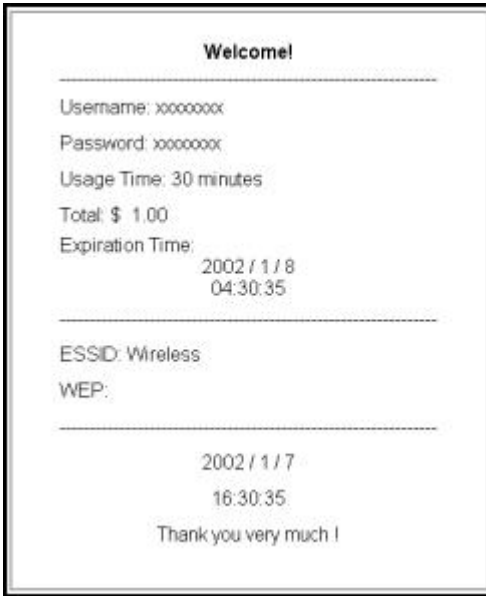 Welcome!
Username: xxxxxxxx
Password: xxxxxxxx
Usage Time: 30 minutes
Total: $ 1.00
Expiration Time:
2002 / 1 / 8
04:30:35
ESSID: Wireless
WEP:
2002 / 1 / 7
16:30:35
Thank you very much !